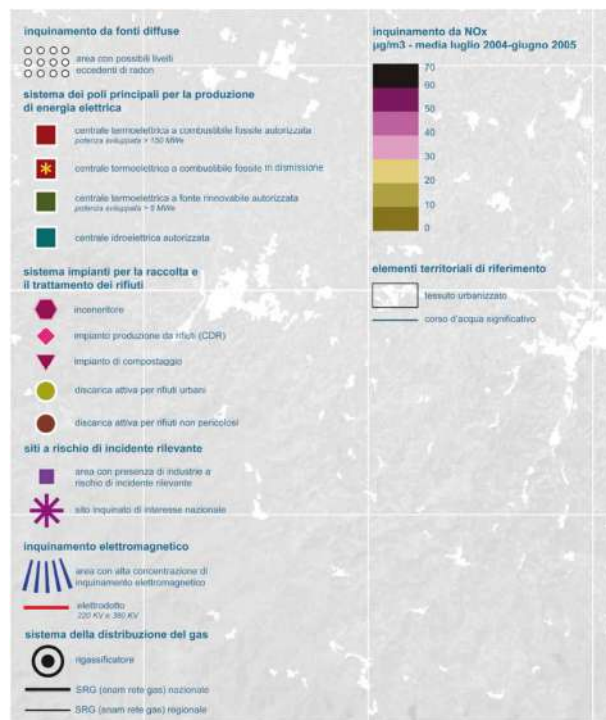 inquinamento da fonti diffuse
area con possibili livelli
eccedenti di radon
sistema dei poli principali per la produzione
di energia elettrica
centrale termoelettrica a combustibile fossile autorizzata
potenza sviluppata > 150 MWe
centrale termoelettrica a combustibile fossile in dismissione
centrale termoelettrica a fonte rinnovabile autorizzata
potenza sviluppata > 5 MWe
centrale idroelettrica autorizzata
sistema impianti per la raccolta e
il trattamento dei rifiuti
inceneritore
impianto produzione da rifiuti (CDR)
impianto di compostaggio
discarica attiva per rifiuti urbani
discarica attiva per rifiuti non pericolosi
siti a rischio di incidente rilevante
area con presenza di industrie a
rischio di incidente rilevante
sito inquinato di interesse nazionale
inquinamento elettromagnetico
area con alta concentrazione di
inquinamento elettromagnetico
elettrodotto
220 KV e 380 KV
sistema della distribuzione del gas
rigassificatore
SRG (snam rete gas) nazionale
SRG (snam rete gas) regionale
inquinamento da NOx
µg/m3 - media luglio 2004-giugno 2005
70
60
50
40
30
20
10
0
elementi territoriali di riferimento
tessuto urbanizzato
corso d'acqua significativo